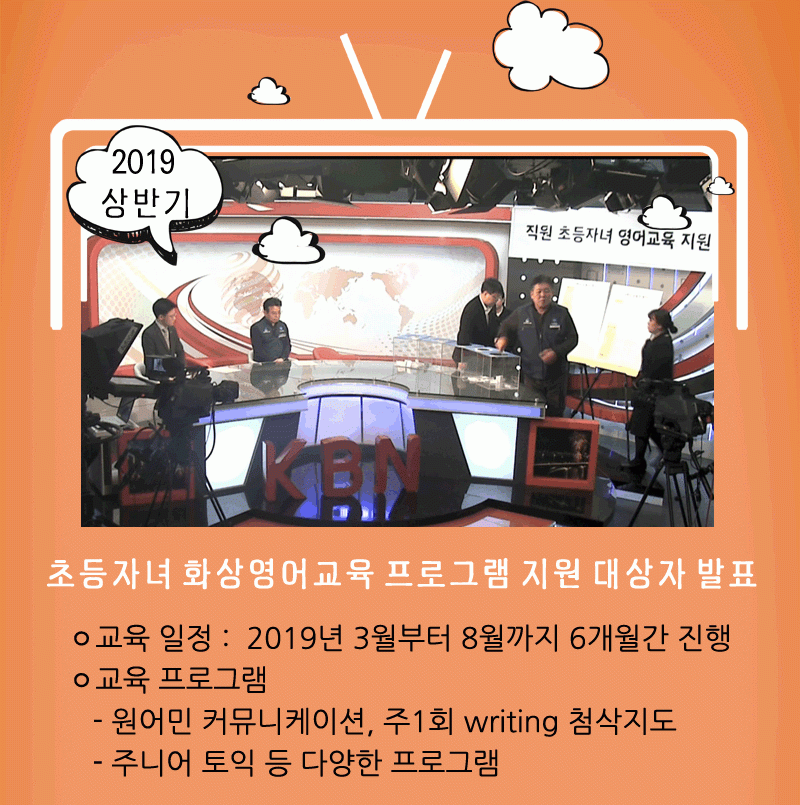 2019
상반기
직원 초등자녀 영어교육 지원
KBN
초등자녀 화상영어교육 프로그램 지원 대상자 발표
ㅇ교육 일정 : 2019년 3월부터 8월까지 6개월간 진행
ㅇ교육 프로그램
- 원어민 커뮤니케이션, 주1회 writing 첨삭지도
- 주니어 토익 등 다양한 프로그램